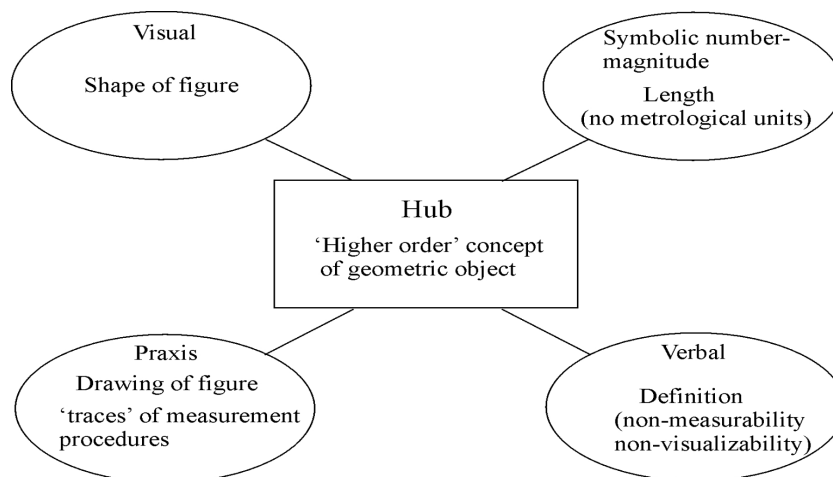 Visual
Shape of figure
Symbolic number-
magnitude
Length
(no metrological units)
Hub
‘Higher order’ concept
of geometric object
Praxis
Drawing of figure
‘traces’ of measurement
procedures
Verbal
Definition
(non-measurability
non-visualizability)